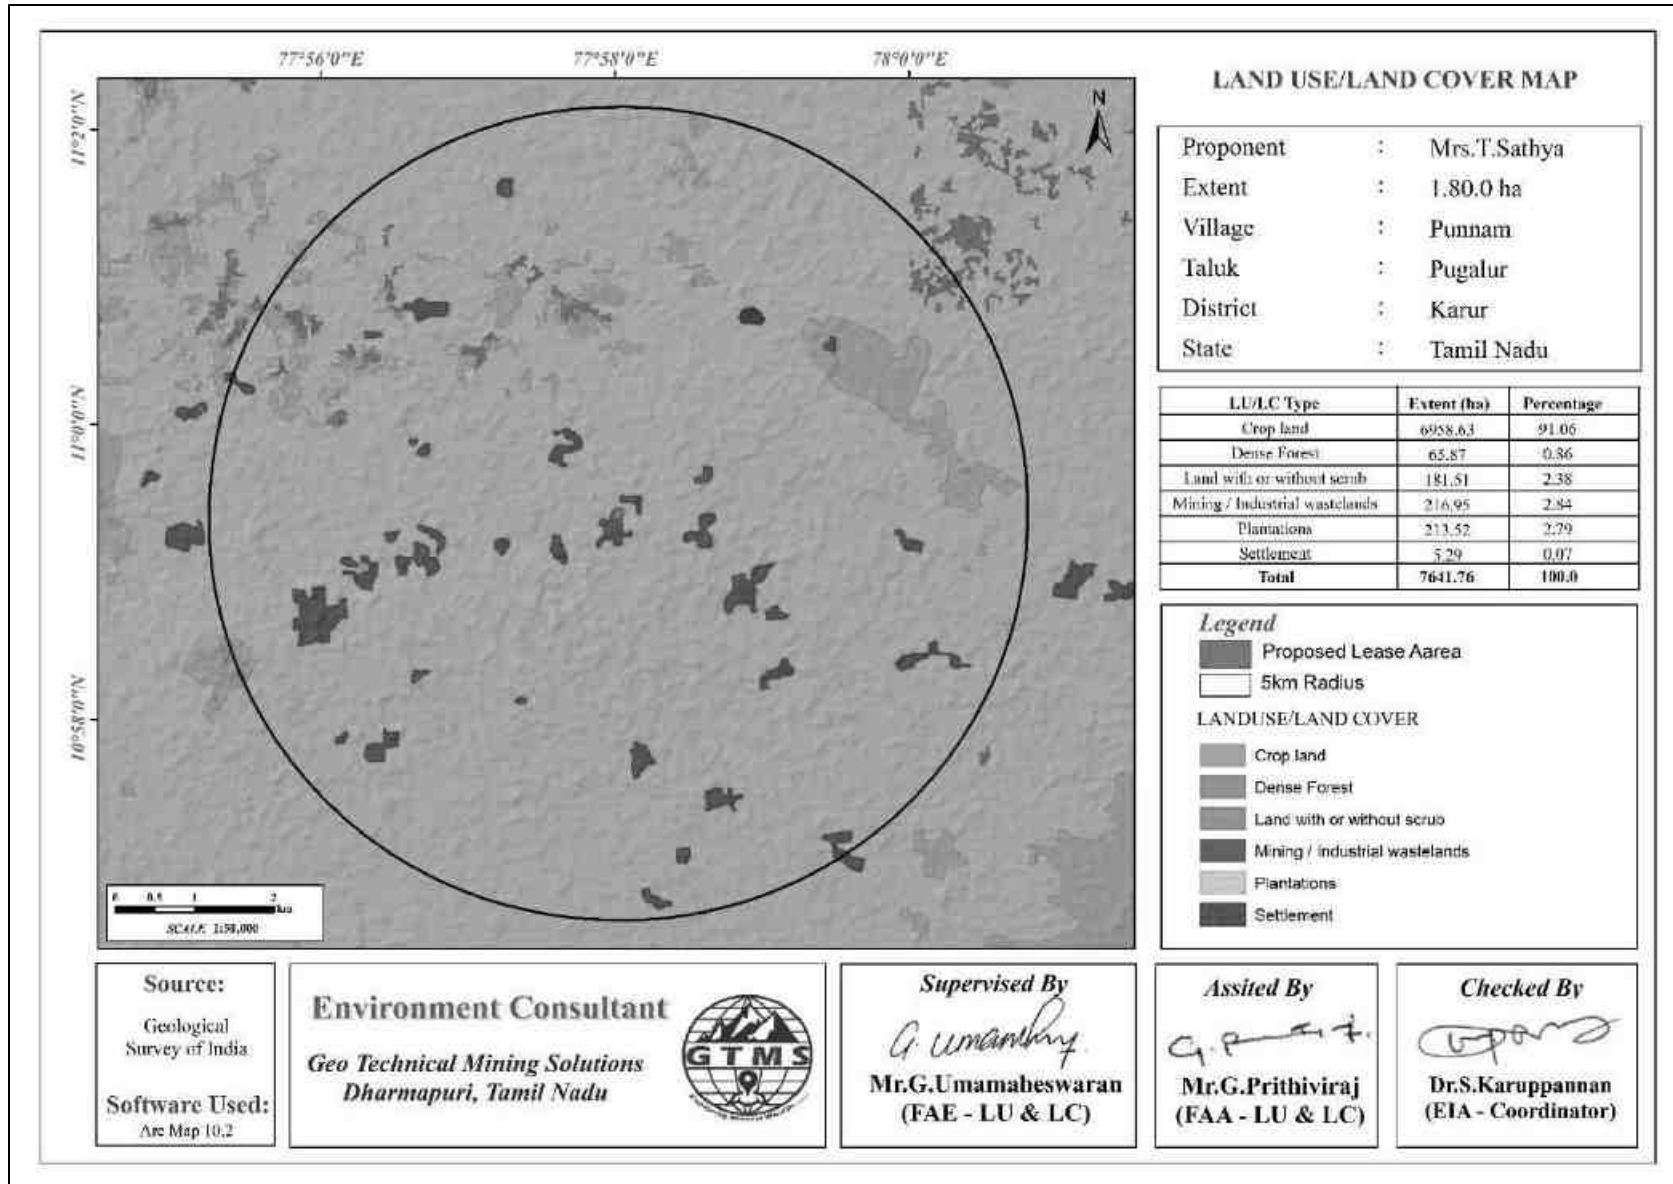 77°56'0"E 77°58'0"E 78°0'0"E
11°2'0"N
11°0'0"N
10°58'0"N
N
0 0.5 1 2
km
SCALE 1:50,000
LAND USE/LAND COVER MAP
Proponent : Mrs.T.Sathya
Extent : 1.80.0 ha
Village : Punnam
Taluk : Pugalur
District : Karur
State : Tamil Nadu
LU/LC Type Extent (ha) Percentage
Crop land 6958.63 91.06
Dense Forest 65.87 0.86
Land with or without scrub 181.51 2.38
Mining / Industrial wastelands 216.95 2.84
Plantations 213.52 2.79
Settlement 5.29 0.07
Total 7641.76 100.0
Legend
Proposed Lease Aarea
5km Radius
LANDUSE/LAND COVER
Crop land
Dense Forest
Land with or without scrub
Mining / Industrial wastelands
Plantations
Settlement
Source:
Geological
Survey of India
Software Used:
Arc Map 10.2
Environment Consultant
Geo Technical Mining Solutions
Dharmapuri, Tamil Nadu
GTMS
Supervised By
Mr.G.Umamaheswaran
(FAE - LU & LC)
Assited By
Mr.G.Prithiviraj
(FAA - LU & LC)
Checked By
Dr.S.Karuppannan
(EIA - Coordinator)